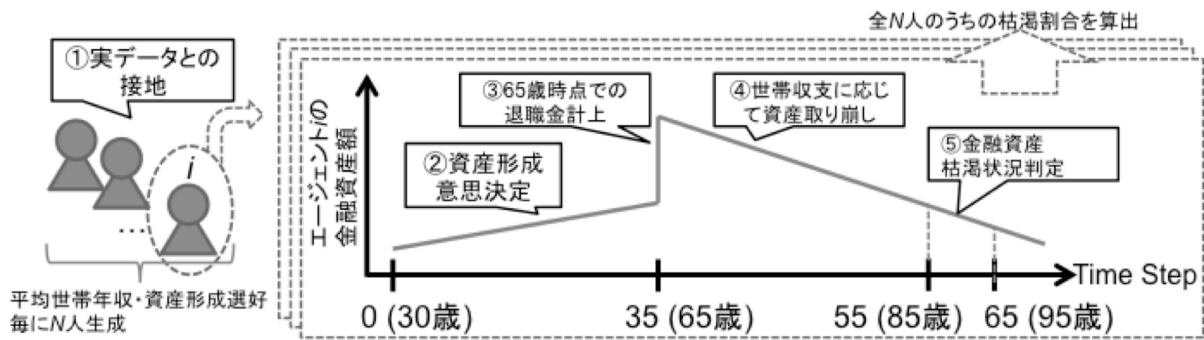 全N人のうちの枯渇割合を算出
①実データとの
接地
i
…
平均世帯年収・資産形成選好
毎にN人生成
エージェントiの
金融資産額
②資産形成
意思決定
③65歳時点での
退職金計上
④世帯収支に応じ
て資産取り崩し
⑤金融資産
枯渇状況判定
Time Step
0 (30歳)
35 (65歳)
55 (85歳)
65 (95歳)